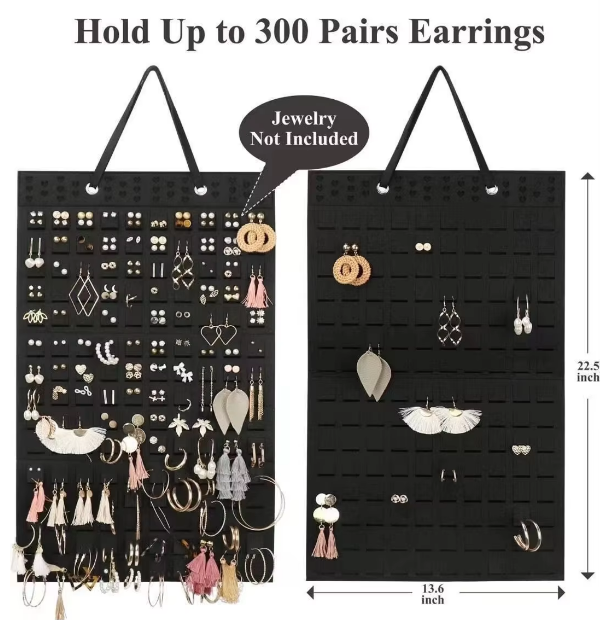 Hold Up to 300 Pairs Earrings
Jewelry
Not Included
22.5
inch
13.6
inch